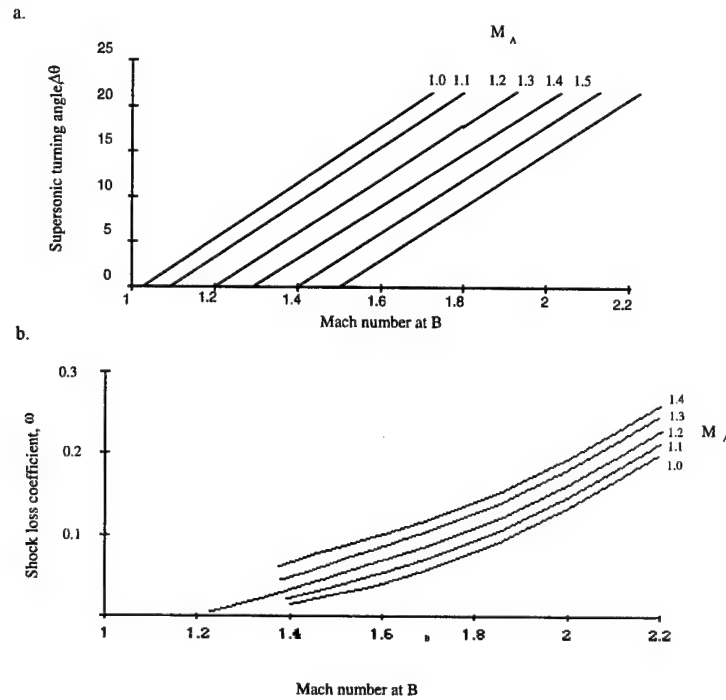 a.
M A
Supersonic turning angleΔθ
25
20
15
10
5
0
1.0 1.1 1.2 1.3 1.4 1.5
1 1.2 1.4 1.6 1.8 2 2.2
Mach number at B
b.
Shock loss coefficient, ω
0.3
0.2
0.1
1.4
1.3
1.2
1.1
1.0
M A
1 1.2 1.4 1.6 B 1.8 2 2.2
Mach number at B